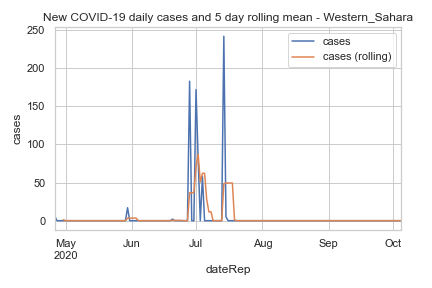 New COVID-19 daily cases and 5 day rolling mean - Western_Sahara
250
200
150
100
50
0
cases
cases
cases (rolling)
May Jun Jul Aug Sep Oct
2020
dateRep